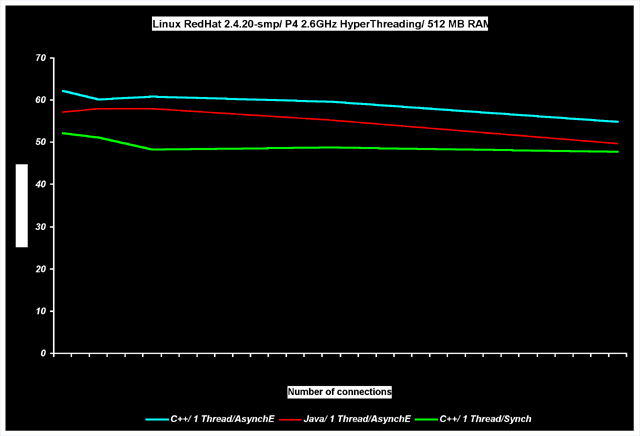 Linux RedHat 2.4.20-smp/ P4 2.6GHz HyperThreading/ 512 MB RAM
70
60
50
40
30
20
10
0
Number of connections
C++/ 1 Thread/AsynchE
Java/ 1 Thread/AsynchE
C++/ 1 Thread/Synch